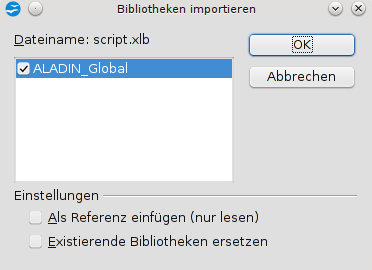 Bibliotheken importieren
Dateiname: script.xlb
OK
ALADIN_Global
Abbrechen
Einstellungen
Als Referenz einfügen (nur lesen)
Existierende Bibliotheken ersetzen